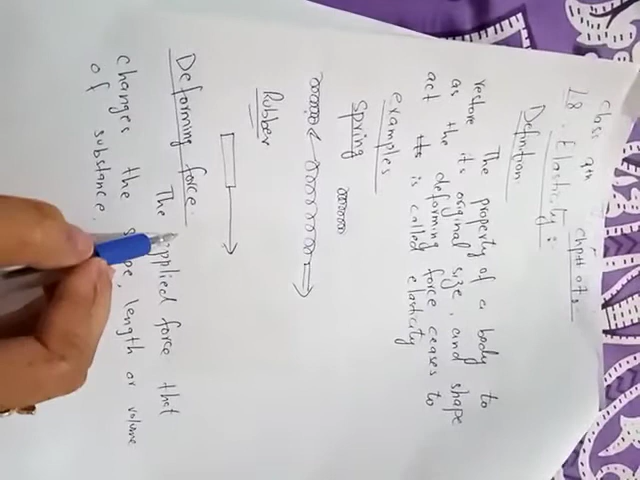 class 9th chp # 07
L8. Elasticity:
Definition
The property of a body to
restore its original size, and shape
as the deforming force ceases to
act is called elasticity
examples
spring
Rubber
Deforming force.
The applied force that
changes the length or volume
of substance.